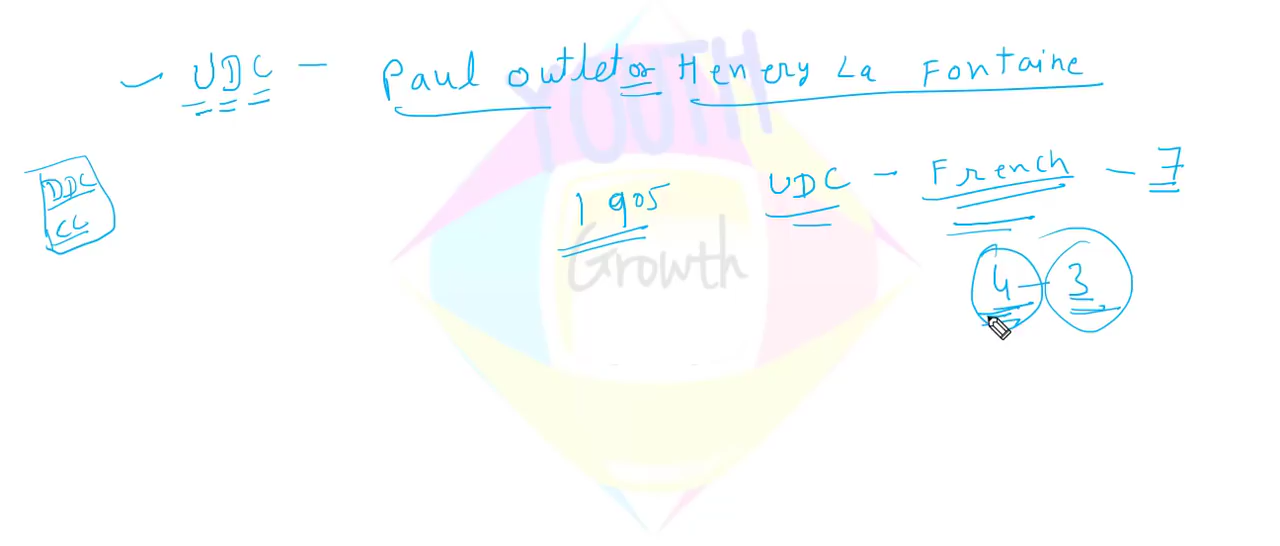 UDC - Paul Outlet or Henery La Fontaine
DDC
CC
1905
UDC - French - 7
4 - 3
YOUTH
Growth